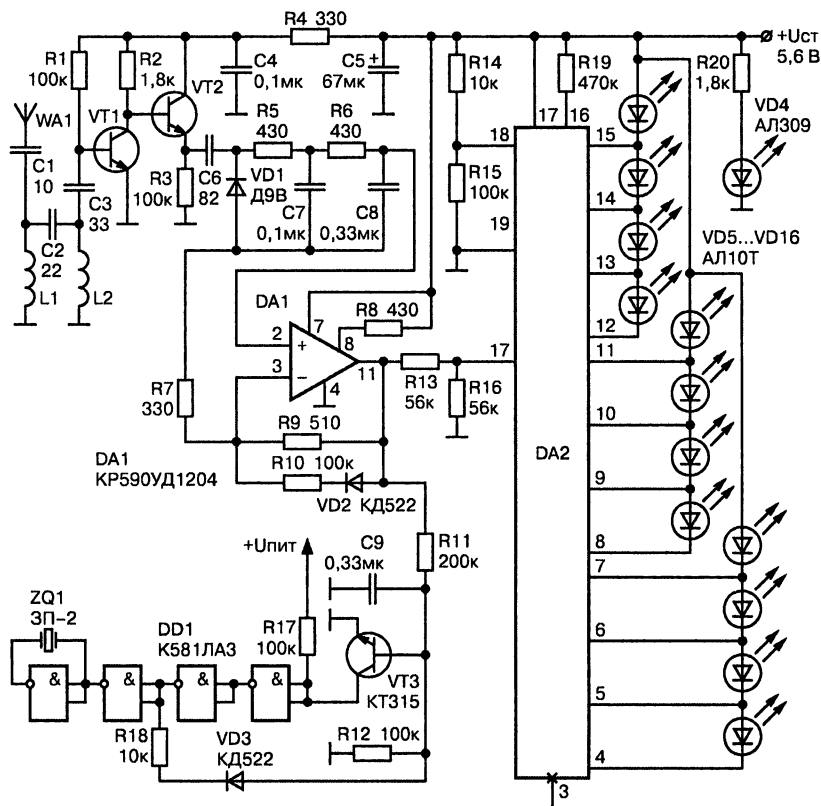 R4 330
+Uст
5,6 В
R1
100к
R2
1,8к
VT2
C4
0,1мк
C5
+
67мк
R14
10к
R19
470к
R20
1,8к
VD4
АЛ309
WA1
VT1
R5
430
R6
430
17
16
18
15
C1
10
R3
100к
C6
82
VD1
Д9В
R15
100к
C3
33
C7
0,1мк
C8
0,33мк
14
19
C2
22
L1
L2
13
VD5...VD16
АЛ10Т
DA1
7
R8 430
12
2
+
8
3
−
4
11
17
11
R7
330
R13
56к
R16
56к
10
R9 510
DA1
КР590УД1204
R10 100к
DA2
VD2
КД522
9
8
+Uпит
C9
0,33мк
R11
200к
7
ZQ1
ЗП-2
DD1
К581ЛА3
R17
100к
6
&
&
&
&
VT3
КТ315
5
R18
10к
VD3
КД522
R12 100к
4
3